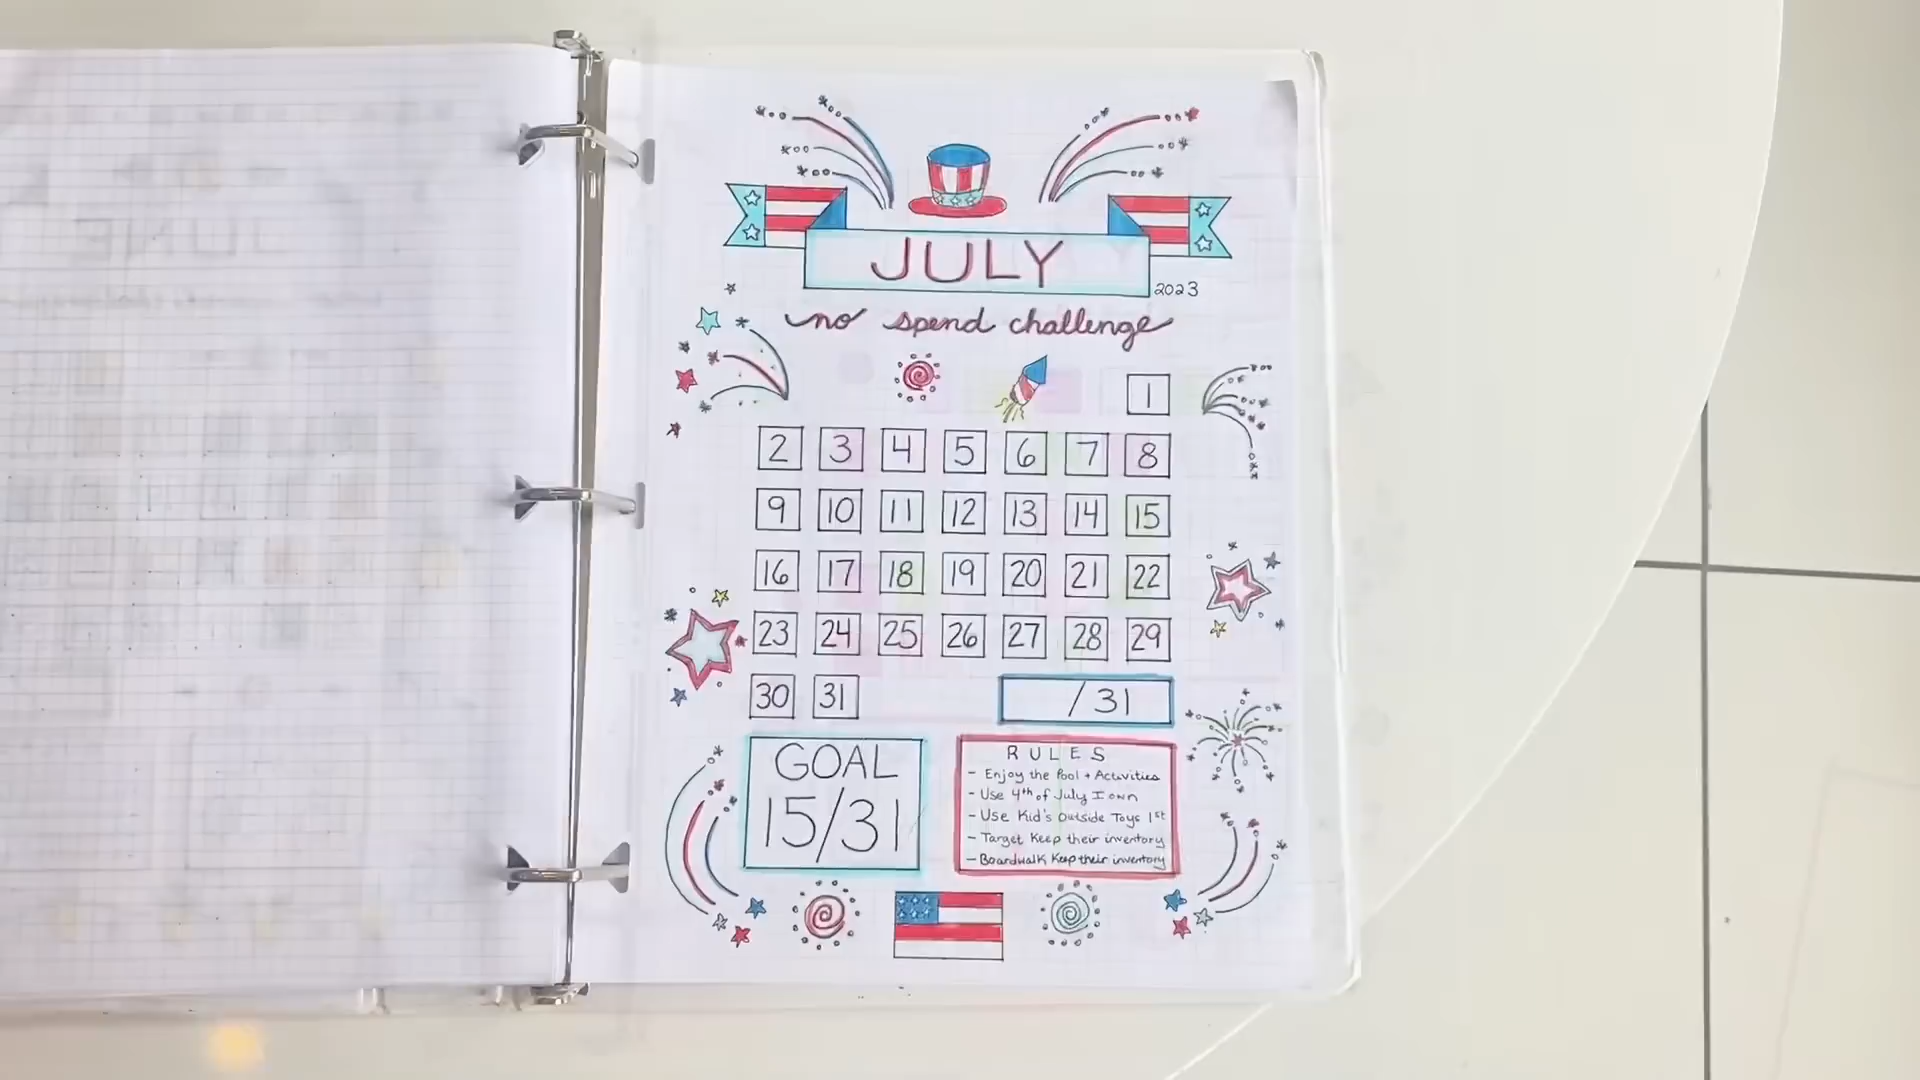 JULY
2023
no spend challenge
1
2 3 4 5 6 7 8
9 10 11 12 13 14 15
16 17 18 19 20 21 22
23 24 25 26 27 28 29
30 31
/31
GOAL
15/31
RULES
- Enjoy the Pool + Activities
- Use 4th of July I own
- Use Kid's Outside Toys 1st
- Target Keep their inventory
- Boardwalk Keep their inventory